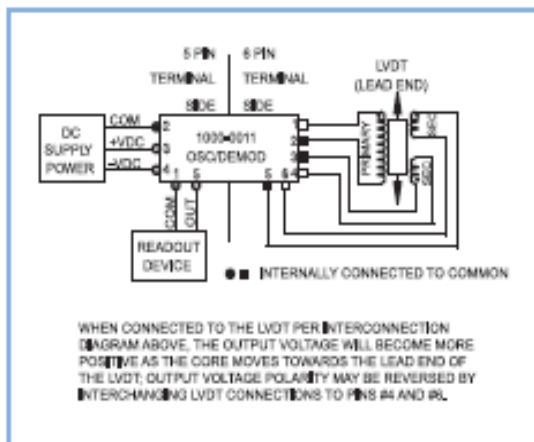 5 PIN
6 PIN
TERMINAL
TERMINAL
SIDE
SIDE
LVDT
(LEAD END)
DC
SUPPLY
POWER
COM
+VDC
-VDC
2
3
4
1000-0011
OSC/DEMOD
1
2
3
4
1
5
5
6
PRIMARY
SEC
SEC
COM
OUT
READOUT
DEVICE
INTERNALLY CONNECTED TO COMMON
WHEN CONNECTED TO THE LVDT PER INTERCONNECTION
DIAGRAM ABOVE, THE OUTPUT VOLTAGE WILL BECOME MORE
POSITIVE AS THE CORE MOVES TOWARDS THE LEAD END OF
THE LVDT; OUTPUT VOLTAGE POLARITY MAY BE REVERSED BY
INTERCHANGING LVDT CONNECTIONS TO PINS #4 AND #6.